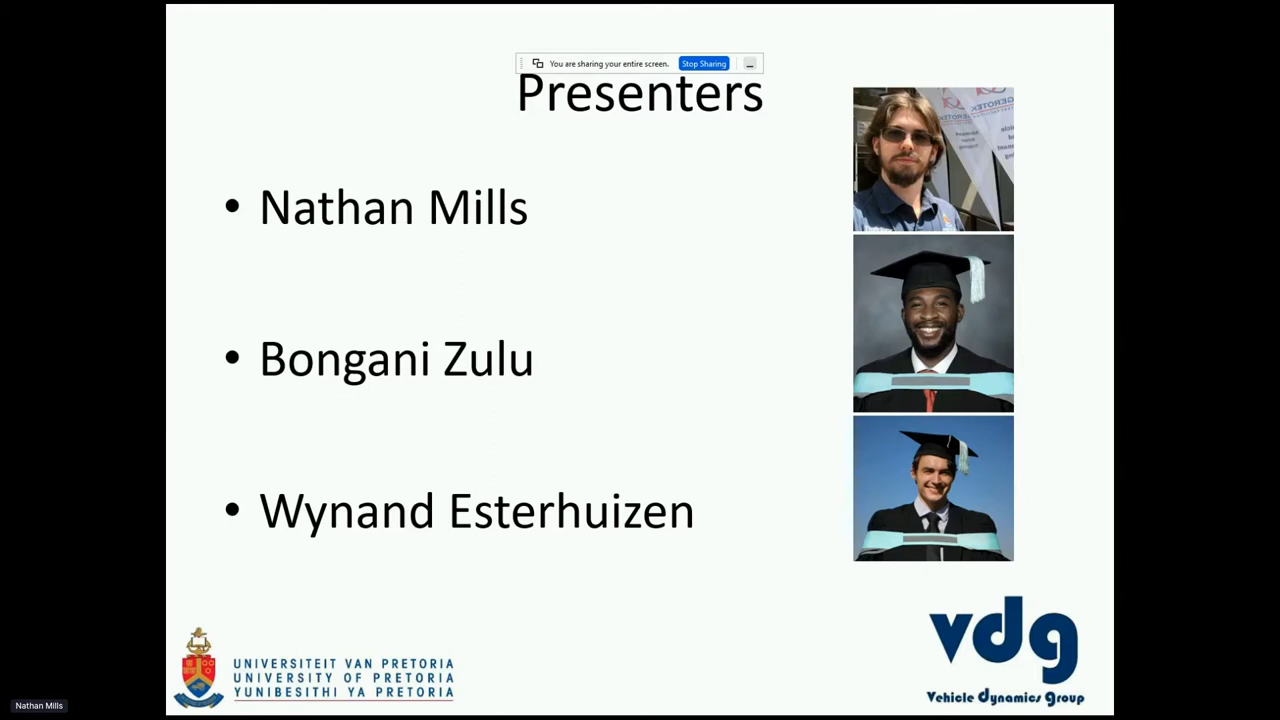 You are sharing your entire screen. Stop Sharing
Presenters
• Nathan Mills
• Bongani Zulu
• Wynand Esterhuizen
GEROTEK
UNIVERSITEIT VAN PRETORIA
UNIVERSITY OF PRETORIA
YUNIBESITHI YA PRETORIA
vdg
Vehicle Dynamics Group
Nathan Mills